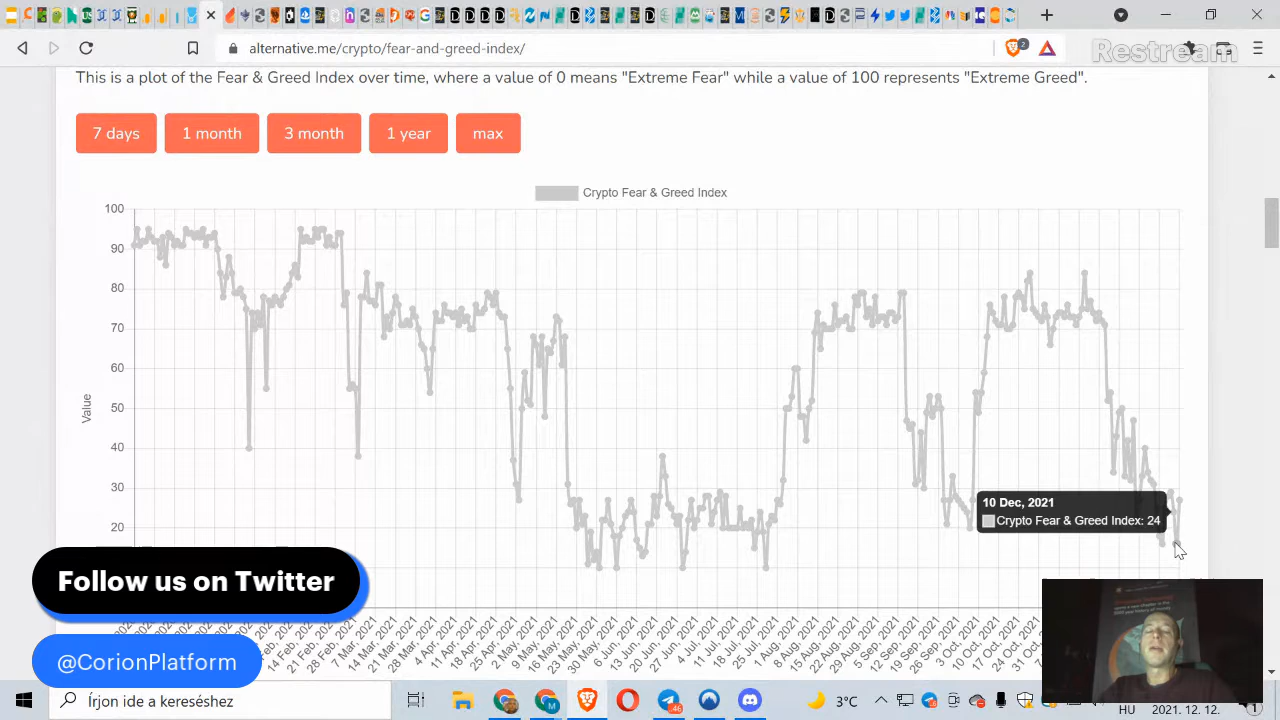 alternative.me/crypto/fear-and-greed-index/
2
Restream
This is a plot of the Fear & Greed Index over time, where a value of 0 means "Extreme Fear" while a value of 100 represents "Extreme Greed".
7 days
1 month
3 month
1 year
max
Crypto Fear & Greed Index
100
90
80
70
60
50
40
30
20
Value
10 Dec, 2021
Crypto Fear & Greed Index: 24
14 Feb, 2021
21 Feb, 2021
28 Feb, 2021
7 Mar, 2021
14 Mar, 2021
21 Mar, 2021
28 Mar, 2021
4 Apr, 2021
11 Apr, 2021
18 Apr, 2021
25 Apr, 2021
2 May, 2021
9 May, 2021
16 May, 2021
30 May, 2021
6 Jun, 2021
13 Jun, 2021
20 Jun, 2021
27 Jun, 2021
4 Jul, 2021
11 Jul, 2021
18 Jul, 2021
25 Jul, 2021
1 Aug, 2021
8 Aug, 2021
15 Aug, 2021
22 Aug, 2021
29 Aug, 2021
5 Sep, 2021
12 Sep, 2021
19 Sep, 2021
26 Sep, 2021
3 Oct, 2021
10 Oct, 2021
17 Oct, 2021
24 Oct, 2021
31 Oct, 2021
Follow us on Twitter
@CorionPlatform
Írjon ide a kereséshez
3°C
HU
2021. 12. 12.